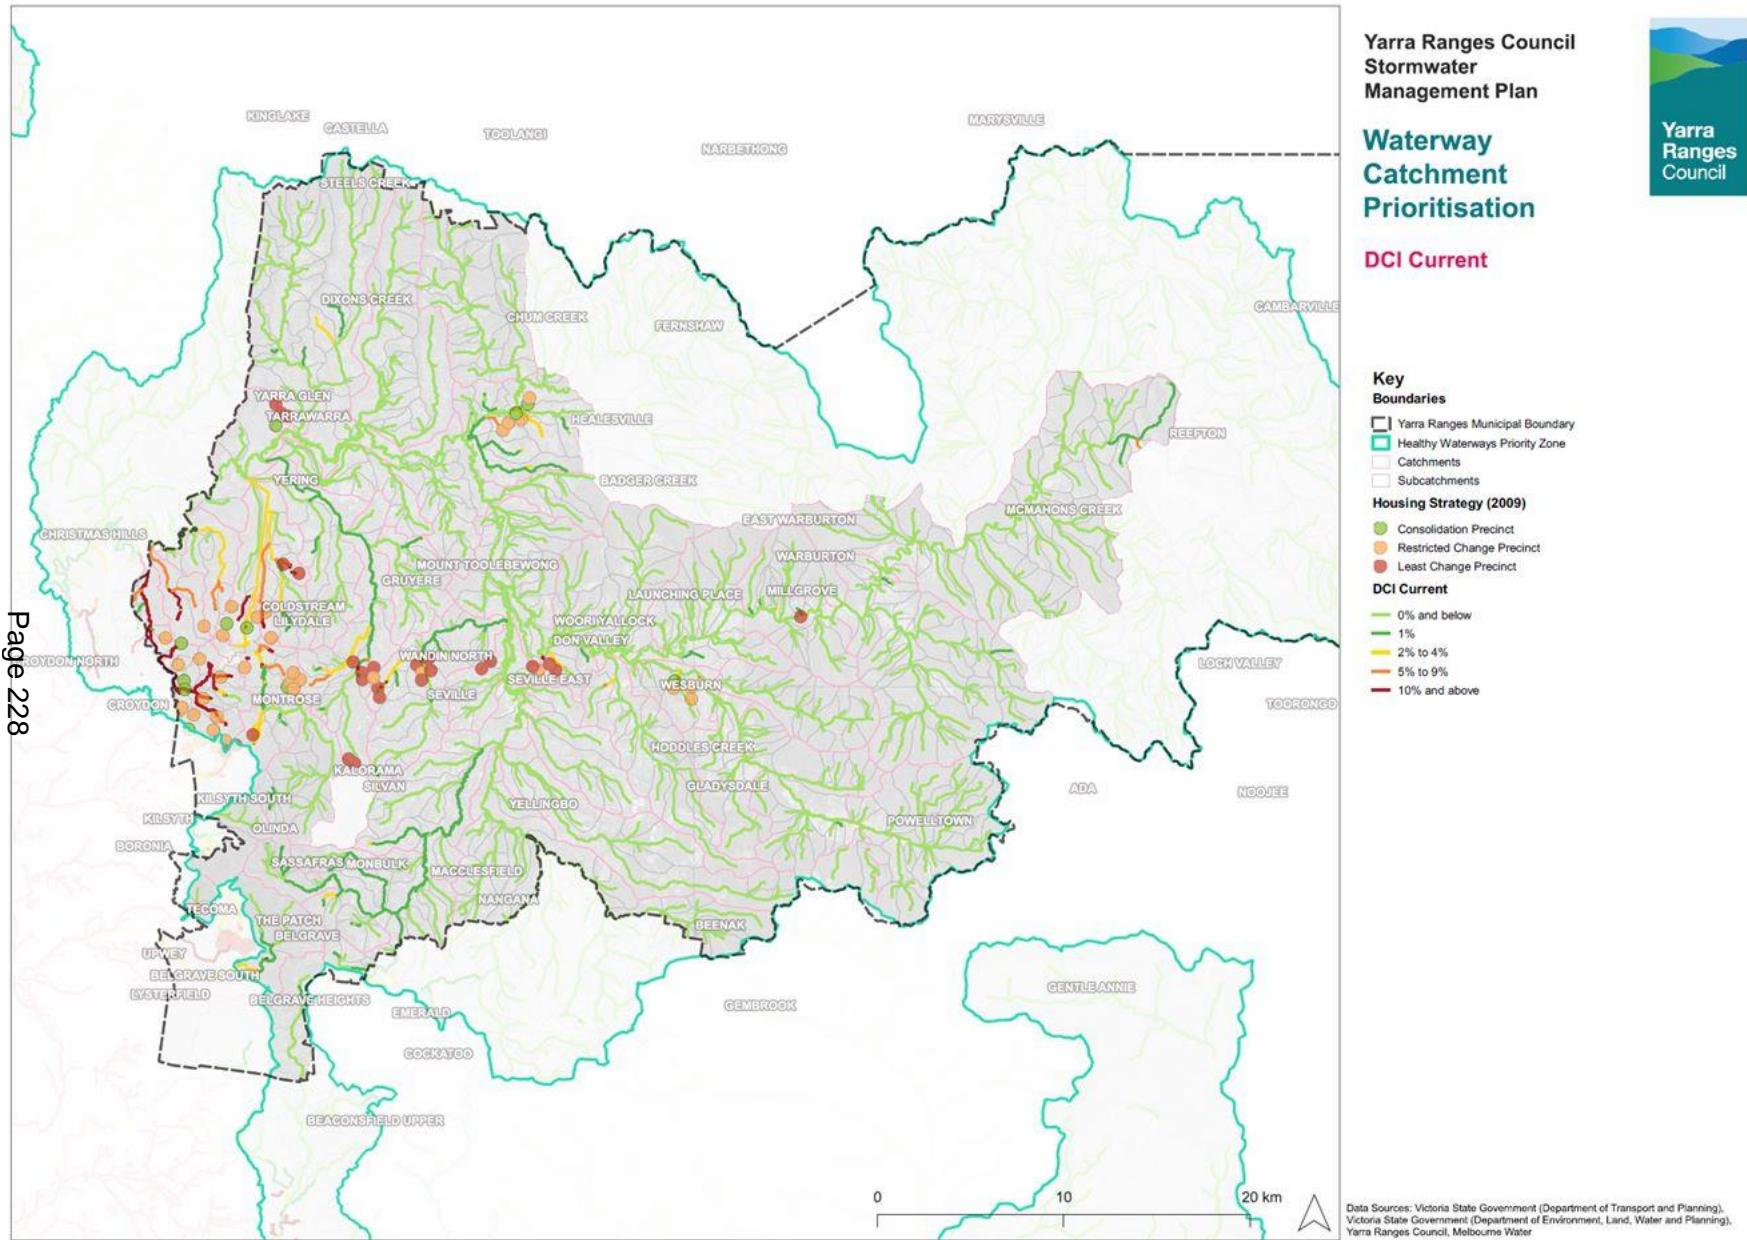 Yarra Ranges Council
Stormwater
Management Plan
Waterway
Catchment
Prioritisation
DCI Current
Yarra
Ranges
Council
Key
Boundaries
Yarra Ranges Municipal Boundary
Healthy Waterways Priority Zone
Catchments
Subcatchments
Housing Strategy (2009)
Consolidation Precinct
Restricted Change Precinct
Least Change Precinct
DCI Current
0% and below
1%
2% to 4%
5% to 9%
10% and above
KINGLAKE
CASTELLA
TOOLANGI
NARBETHONG
MARYSVILLE
STEELS CREEK
DIXONS CREEK
CHUM CREEK
FERNSHAW
CAMBARVILLE
YARRA GLEN
TARRAWARRA
HEALESVILLE
REEFTON
YERING
BADGER CREEK
MCMAHONS CREEK
CHRISTMAS HILLS
EAST WARBURTON
MOUNT TOOLEBEWONG
WARBURTON
GRUYERE
LAUNCHING PLACE
MILLGROVE
COLDSTREAM
LILYDALE
WOORI YALLOCK
DON VALLEY
ROYDON NORTH
WANDIN NORTH
LOCH VALLEY
SEVILLE EAST
WESBURN
SEVILLE
MONTROSE
CROYDON
TOORONGO
HODDLES CREEK
KALORAMA
SILVAN
GLADYSDALE
ADA
NOOJEE
KILSYTH SOUTH
YELLINGBO
KILSYTH
OLINDA
POWELLTOWN
BORONIA
SASSAFRAS
MONBULK
MACCLESFIELD
NANGANA
TECOMA
THE PATCH
BELGRAVE
BEENAK
UPWEY
BELGRAVE SOUTH
LYSTERFIELD
BELGRAVE HEIGHTS
EMERALD
GEMBROOK
GENTLE ANNIE
COCKATOO
BEACONSFIELD UPPER
0 10 20 km
Data Sources: Victoria State Government (Department of Transport and Planning),
Victoria State Government (Department of Environment, Land, Water and Planning),
Yarra Ranges Council, Melbourne Water
Page 228